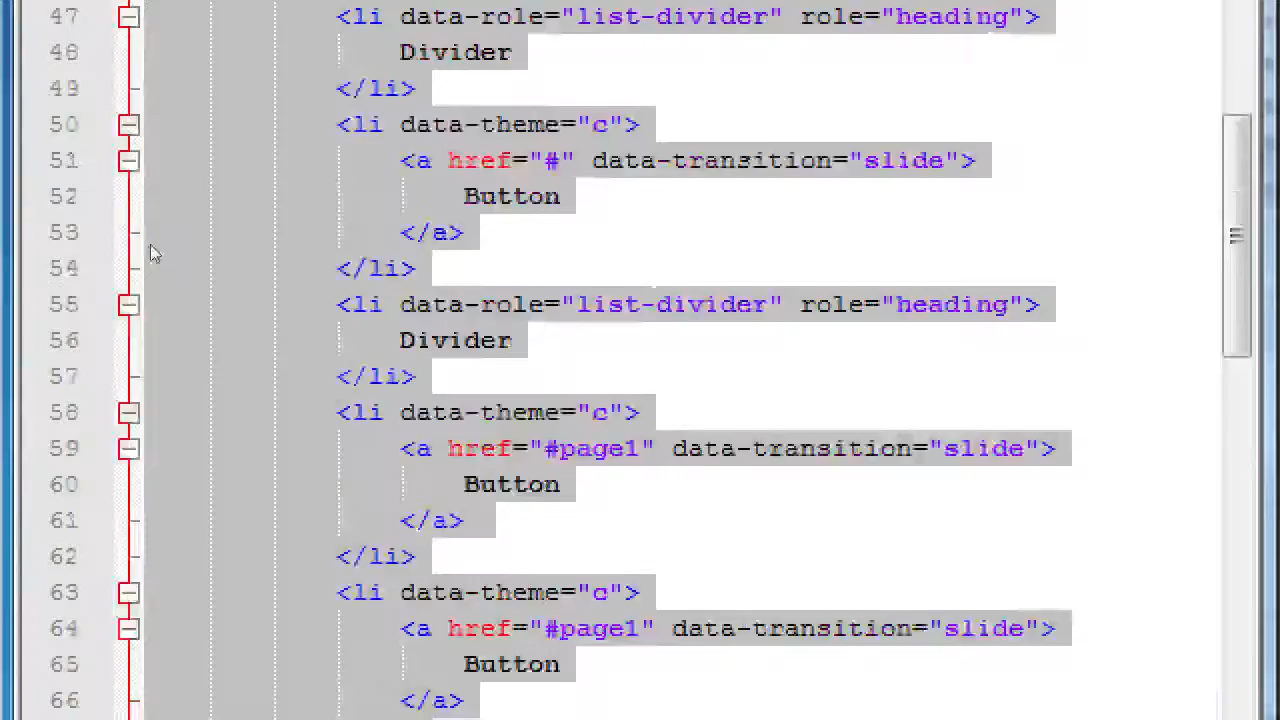 47 <li data-role="list-divider" role="heading">
48 Divider
49 </li>
50 <li data-theme="c">
51 <a href="#" data-transition="slide">
52 Button
53 </a>
54 </li>
55 <li data-role="list-divider" role="heading">
56 Divider
57 </li>
58 <li data-theme="c">
59 <a href="#page1" data-transition="slide">
60 Button
61 </a>
62 </li>
63 <li data-theme="c">
64 <a href="#page1" data-transition="slide">
65 Button
66 </a>